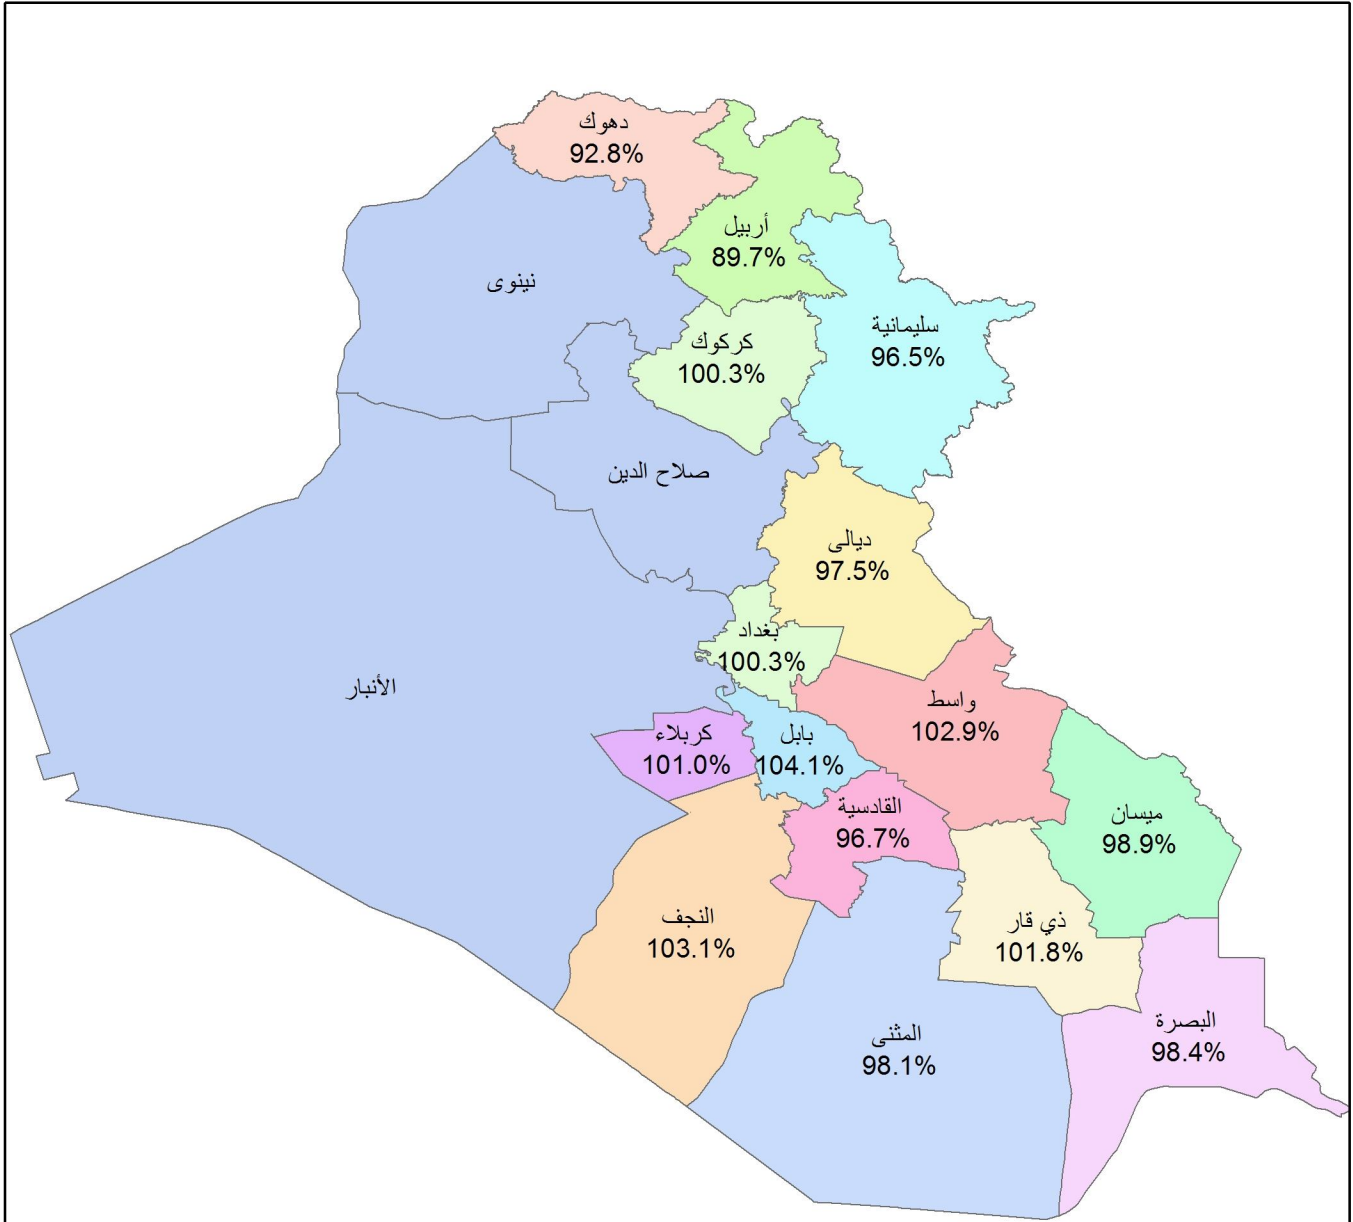 دهوك
92.8%
أربيل
89.7%
نينوى
سليمانية
96.5%
كركوك
100.3%
صلاح الدين
ديالى
97.5%
بغداد
100.3%
الأنبار
واسط
102.9%
كربلاء
101.0%
بابل
104.1%
القادسية
96.7%
ميسان
98.9%
النجف
103.1%
ذي قار
101.8%
البصرة
98.4%
المثنى
98.1%